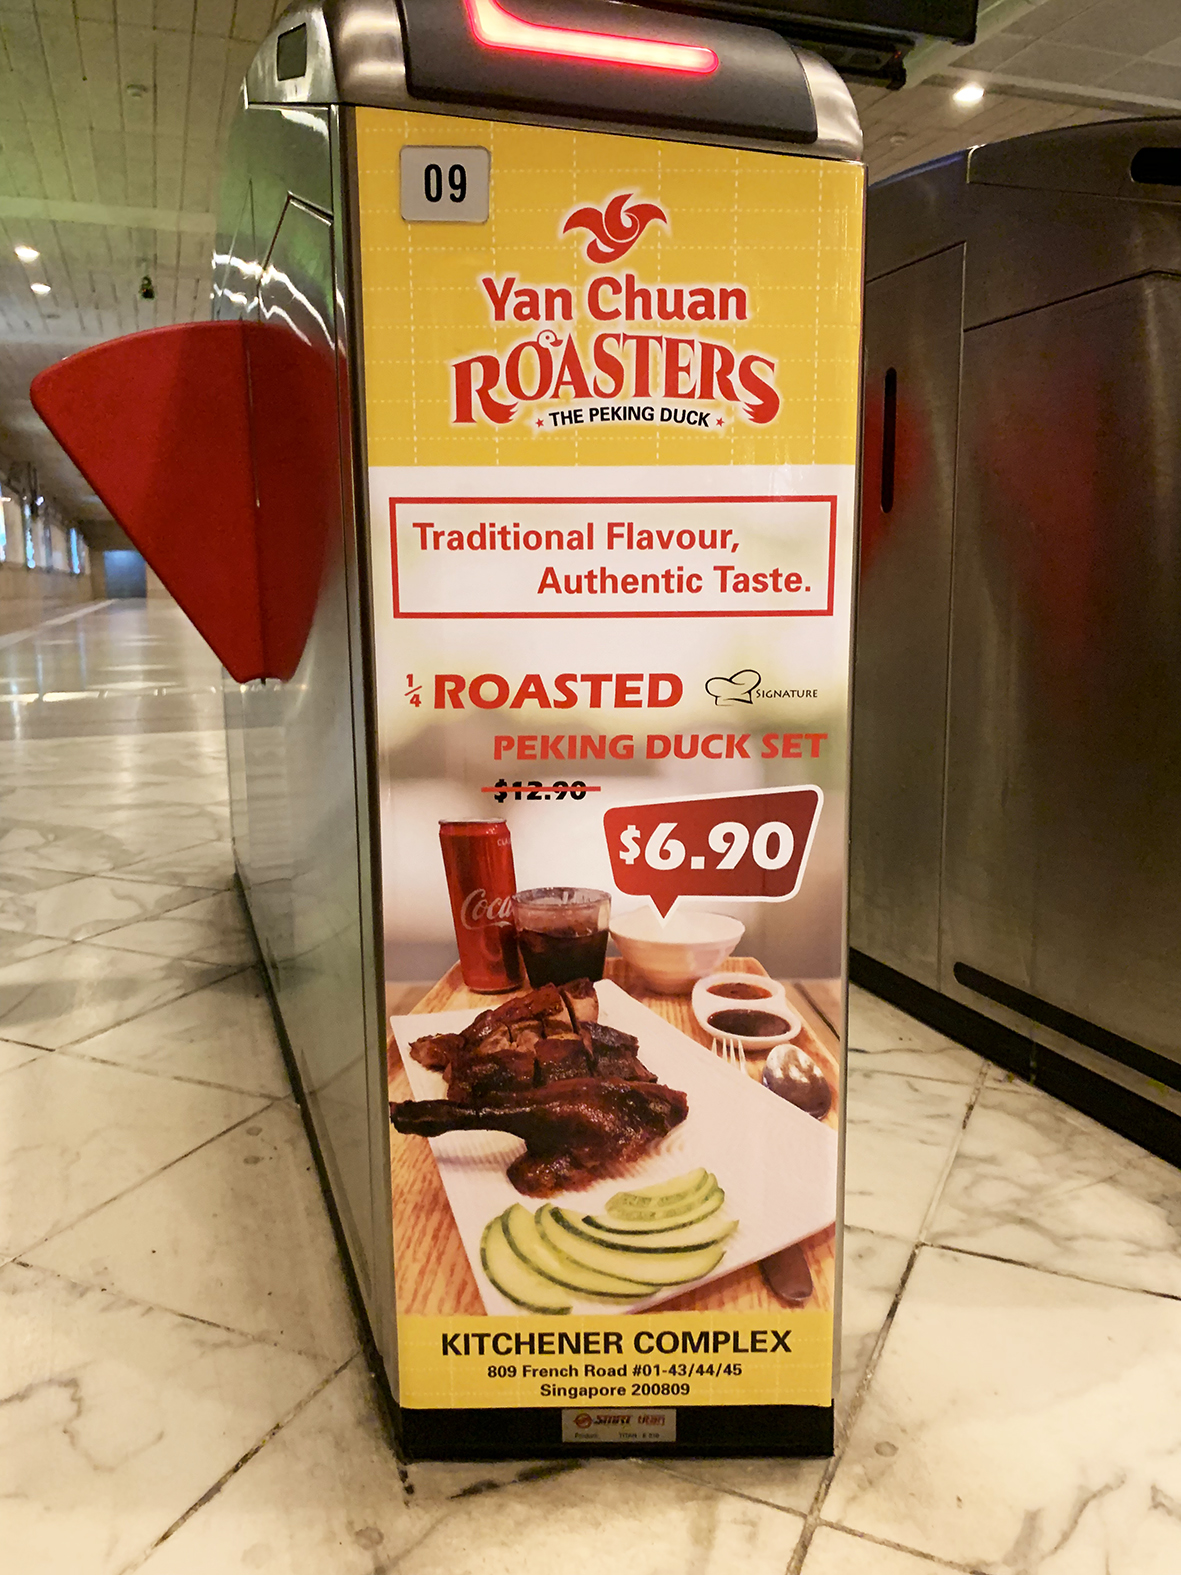 09
Yan Chuan
ROASTERS
THE PEKING DUCK
Traditional Flavour,
Authentic Taste.
1/4 ROASTED
SIGNATURE
PEKING DUCK SET
$12.90
$6.90
Coca
KITCHENER COMPLEX
809 French Road #01-43/44/45
Singapore 200809